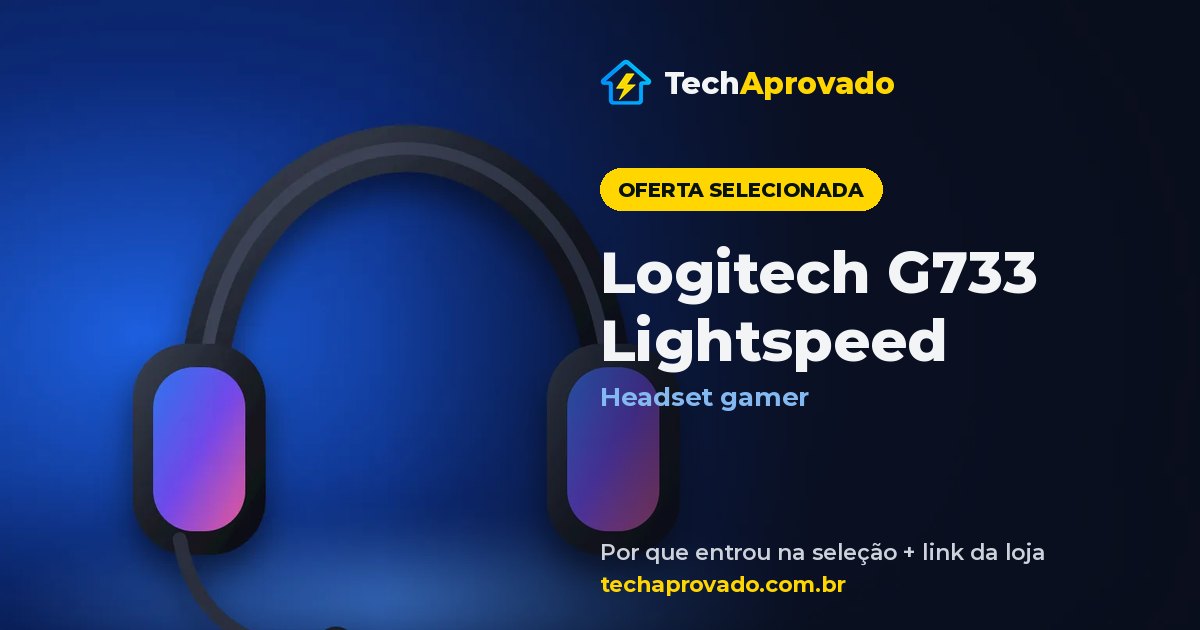 TechAprovado
OFERTA SELECIONADA
Logitech G733
Lightspeed
Headset gamer
Por que entrou na seleção + link da loja
techaprovado.com.br